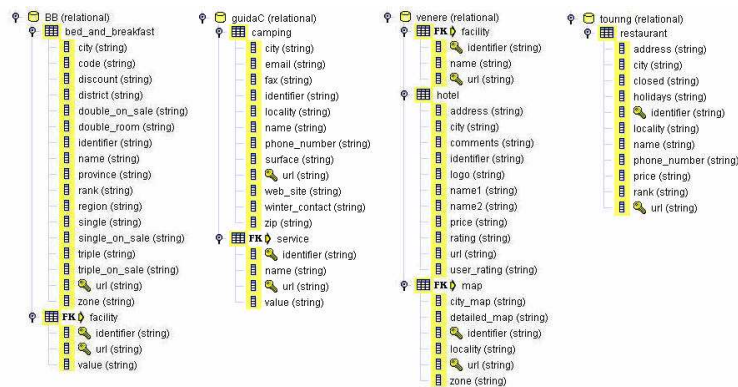 BB (relational)
bed_and_breakfast
city (string)
code (string)
discount (string)
district (string)
double_on_sale (string)
double_room (string)
identifier (string)
name (string)
province (string)
rank (string)
region (string)
single (string)
single_on_sale (string)
triple (string)
triple_on_sale (string)
url (string)
zone (string)
FK facility
identifier (string)
url (string)
value (string)
guidaC (relational)
camping
city (string)
email (string)
fax (string)
identifier (string)
locality (string)
name (string)
phone_number (string)
surface (string)
url (string)
web_site (string)
winter_contact (string)
zip (string)
FK service
identifier (string)
name (string)
url (string)
value (string)
venere (relational)
FK facility
identifier (string)
name (string)
url (string)
hotel
address (string)
city (string)
comments (string)
identifier (string)
logo (string)
name1 (string)
name2 (string)
price (string)
rating (string)
url (string)
user_rating (string)
FK map
city_map (string)
detailed_map (string)
identifier (string)
locality (string)
url (string)
zone (string)
tourng (relational)
restaurant
address (string)
city (string)
closed (string)
holidays (string)
identifier (string)
locality (string)
name (string)
phone_number (string)
price (string)
rank (string)
url (string)